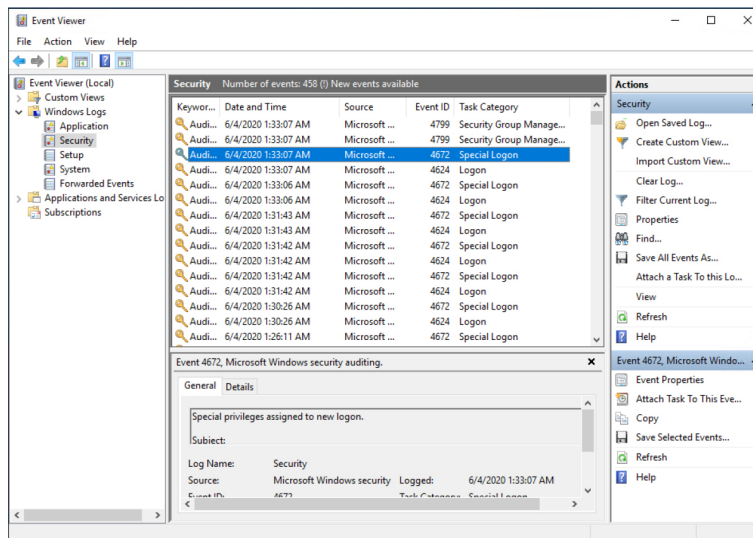 Event Viewer
File Action View Help
Event Viewer (Local)
Custom Views
Windows Logs
Application
Security
Setup
System
Forwarded Events
Applications and Services Lo
Subscriptions
Security Number of events: 458 (!) New events available
Keywor... Date and Time Source Event ID Task Category
Audi... 6/4/2020 1:33:07 AM Microsoft ... 4799 Security Group Manage...
Audi... 6/4/2020 1:33:07 AM Microsoft ... 4799 Security Group Manage...
Audi... 6/4/2020 1:33:07 AM Microsoft ... 4672 Special Logon
Audi... 6/4/2020 1:33:07 AM Microsoft ... 4624 Logon
Audi... 6/4/2020 1:33:06 AM Microsoft ... 4672 Special Logon
Audi... 6/4/2020 1:33:06 AM Microsoft ... 4624 Logon
Audi... 6/4/2020 1:31:43 AM Microsoft ... 4672 Special Logon
Audi... 6/4/2020 1:31:43 AM Microsoft ... 4624 Logon
Audi... 6/4/2020 1:31:42 AM Microsoft ... 4672 Special Logon
Audi... 6/4/2020 1:31:42 AM Microsoft ... 4624 Logon
Audi... 6/4/2020 1:31:42 AM Microsoft ... 4672 Special Logon
Audi... 6/4/2020 1:31:42 AM Microsoft ... 4624 Logon
Audi... 6/4/2020 1:30:26 AM Microsoft ... 4672 Special Logon
Audi... 6/4/2020 1:30:26 AM Microsoft ... 4624 Logon
Audi... 6/4/2020 1:26:11 AM Microsoft ... 4672 Special Logon
Event 4672, Microsoft Windows security auditing.
General Details
Special privileges assigned to new logon.
Subject:
Log Name: Security
Source: Microsoft Windows security Logged: 6/4/2020 1:33:07 AM
Event ID: 4672 Task Category: Special Logon
Actions
Security
Open Saved Log...
Create Custom View...
Import Custom View...
Clear Log...
Filter Current Log...
Properties
Find...
Save All Events As...
Attach a Task To this Lo...
View
Refresh
Help
Event 4672, Microsoft Windo...
Event Properties
Attach Task To This Eve...
Copy
Save Selected Events...
Refresh
Help